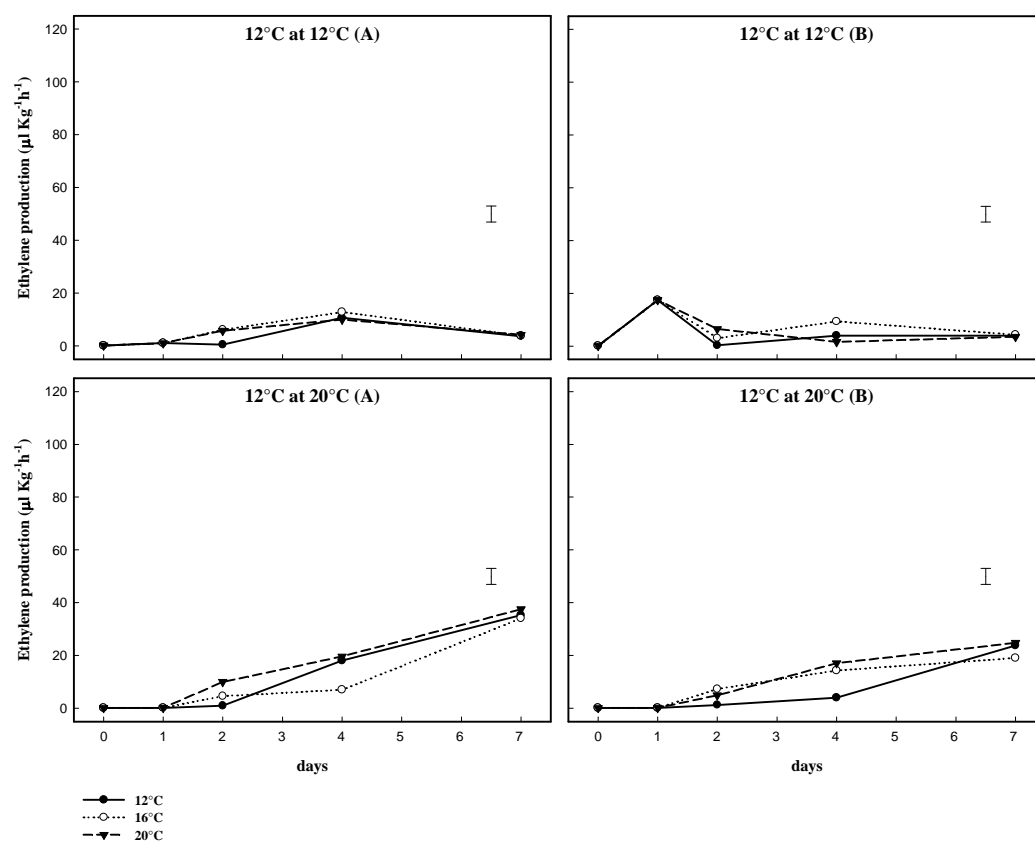 12°C at 12°C (A)
12°C at 12°C (B)
120
100
80
60
40
20
0
Ethylene production (µl Kg⁻¹h⁻¹)
12°C at 20°C (A)
12°C at 20°C (B)
120
100
80
60
40
20
0
Ethylene production (µl Kg⁻¹h⁻¹)
0 1 2 3 4 5 6 7
0 1 2 3 4 5 6 7
days
days
12°C
16°C
20°C